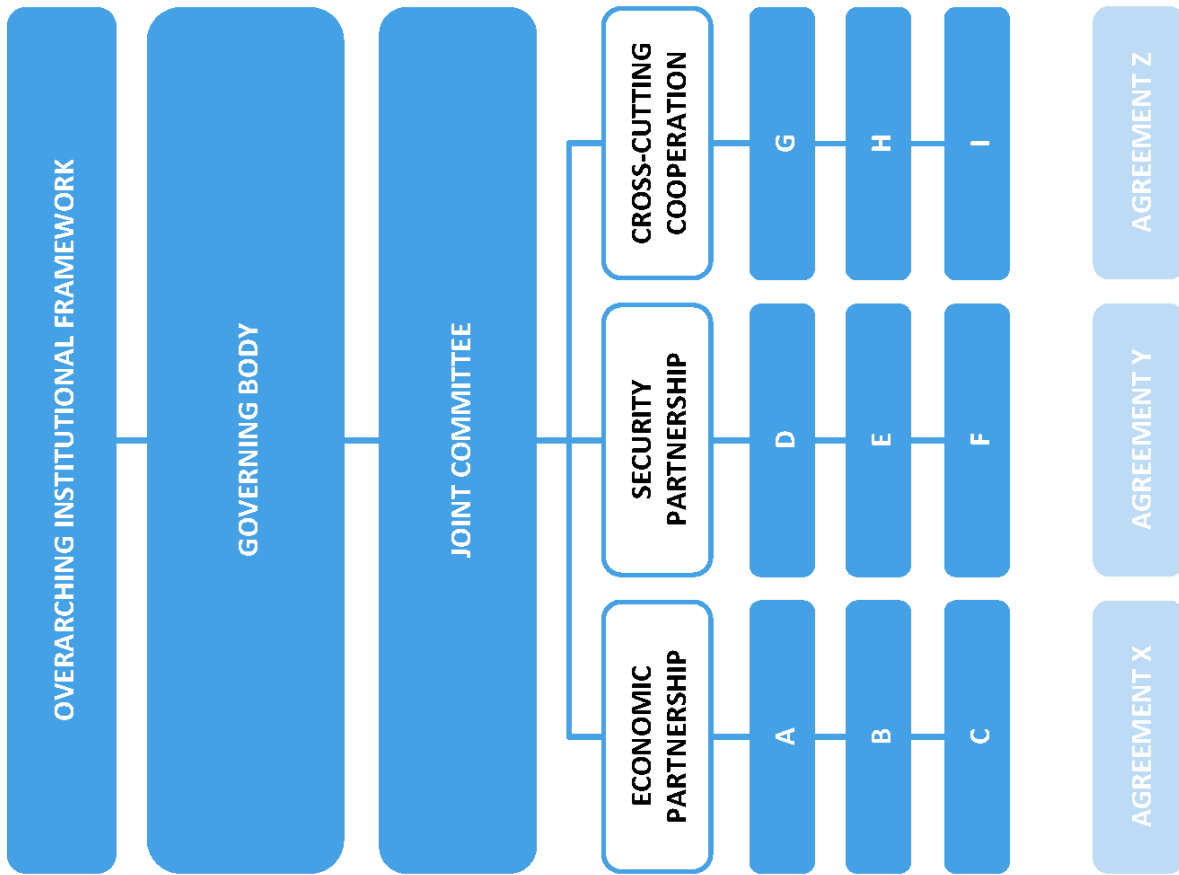 OVERARCHING INSTITUTIONAL FRAMEWORK
GOVERNING BODY
JOINT COMMITTEE
ECONOMIC
PARTNERSHIP
SECURITY
PARTNERSHIP
CROSS-CUTTING
COOPERATION
A
D
G
B
E
H
C
F
I
AGREEMENT X
AGREEMENT Y
AGREEMENT Z